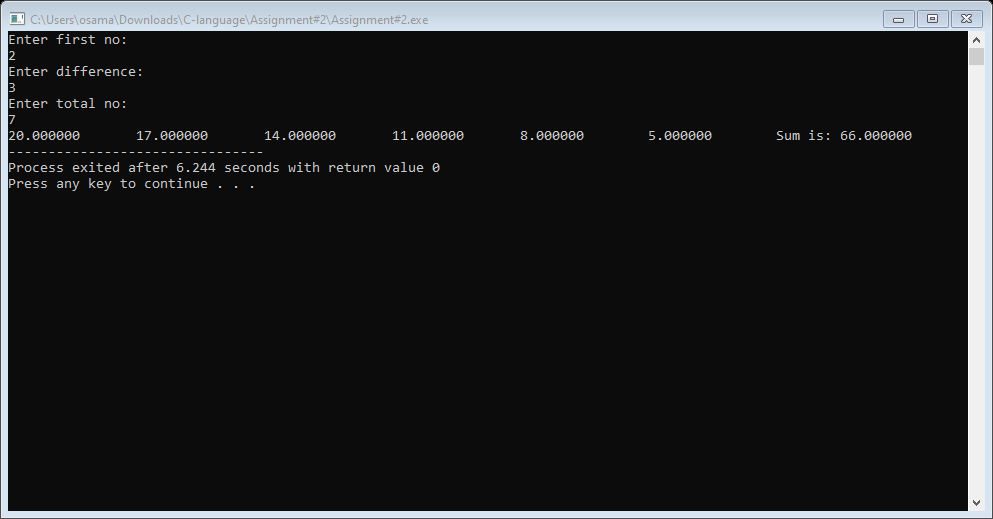 C:\Users\osama\Downloads\C-language\Assignment#2\Assignment#2.exe
Enter first no:
2
Enter difference:
3
Enter total no:
7
20.000000       17.000000       14.000000       11.000000       8.000000        5.000000        Sum is: 66.000000
--------------------------------
Process exited after 6.244 seconds with return value 0
Press any key to continue . . .